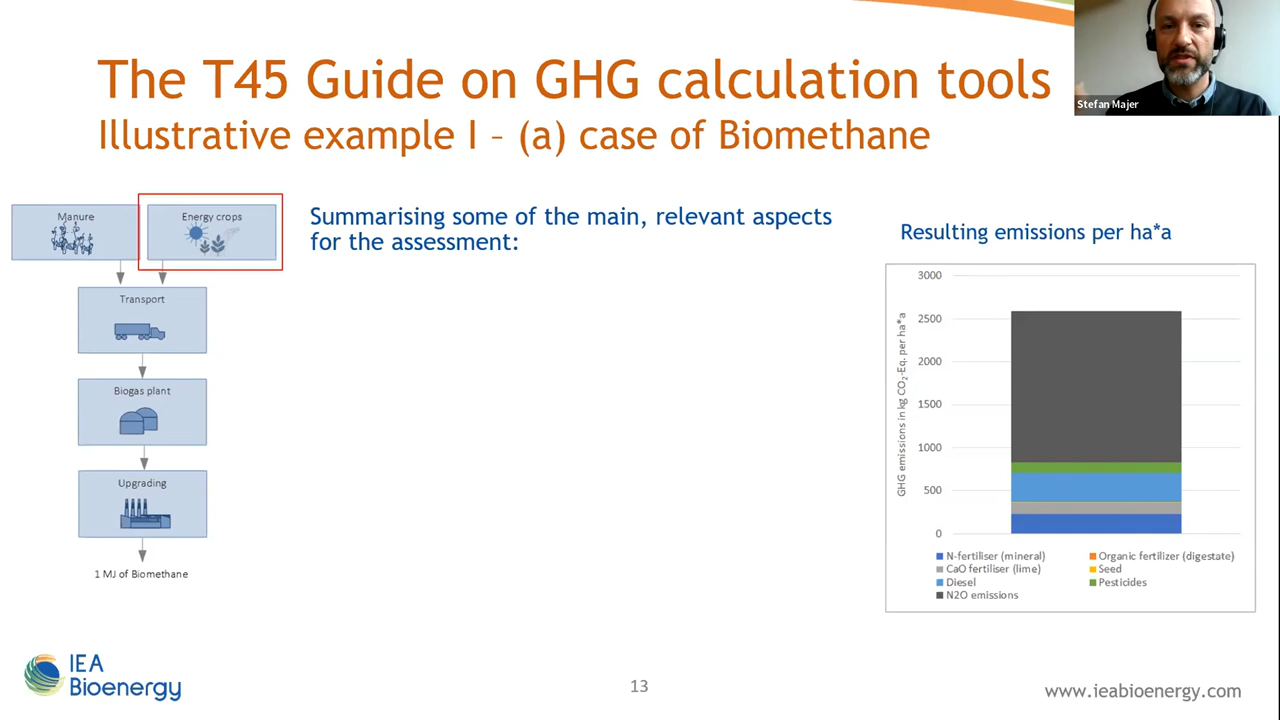 The T45 Guide on GHG calculation tools
Illustrative example I – (a) case of Biomethane
Stefan Majer
Manure
Energy crops
Transport
Biogas plant
Upgrading
1 MJ of Biomethane
Summarising some of the main, relevant aspects
for the assessment:
Resulting emissions per ha*a
GHG emissions in kg CO2-Eq. per ha*a
3000
2500
2000
1500
1000
500
0
N-fertiliser (mineral)
Organic fertilizer (digestate)
CaO fertiliser (lime)
Seed
Diesel
Pesticides
N2O emissions
IEA
Bioenergy
13
www.ieabioenergy.com